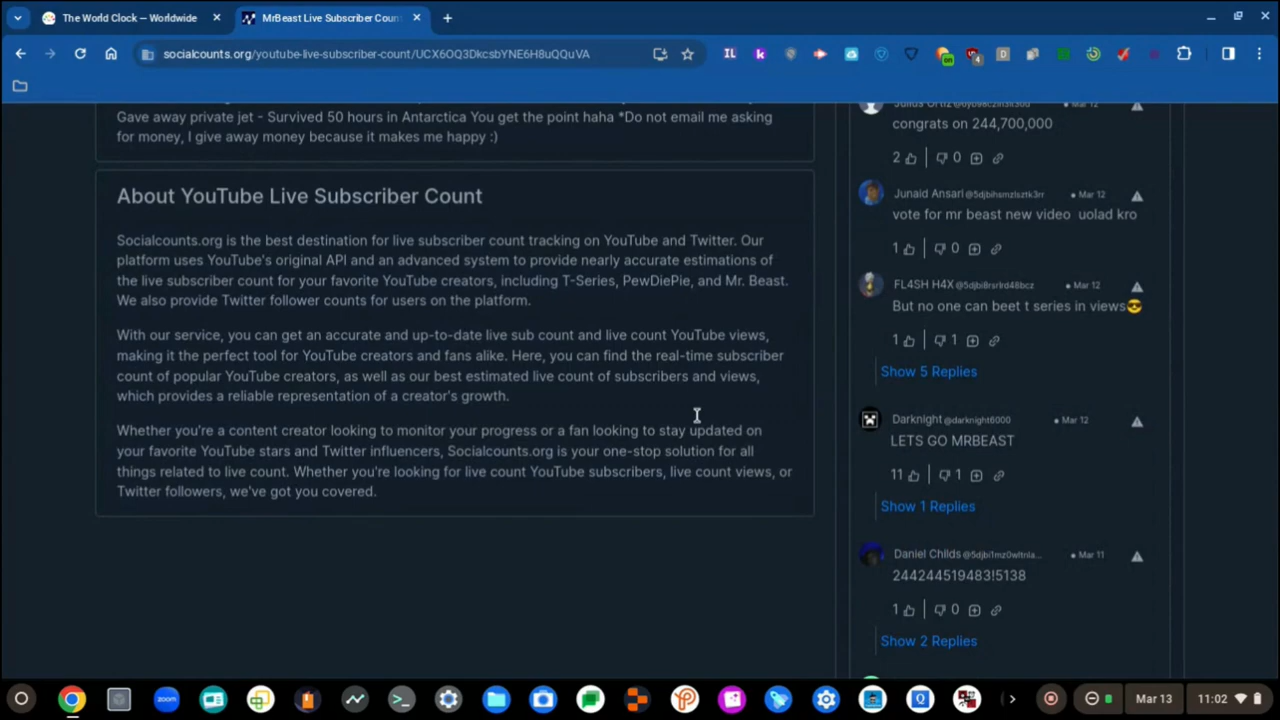 The World Clock — Worldwide
MrBeast Live Subscriber Coun
socialcounts.org/youtube-live-subscriber-count/UCX6OQ3DkcsbYNE6H8uQQuVA
on
4
Gave away private jet - Survived 50 hours in Antarctica You get the point haha *Do not email me asking
for money, I give away money because it makes me happy :)
About YouTube Live Subscriber Count
Socialcounts.org is the best destination for live subscriber count tracking on YouTube and Twitter. Our
platform uses YouTube's original API and an advanced system to provide nearly accurate estimations of
the live subscriber count for your favorite YouTube creators, including T-Series, PewDiePie, and Mr. Beast.
We also provide Twitter follower counts for users on the platform.
With our service, you can get an accurate and up-to-date live sub count and live count YouTube views,
making it the perfect tool for YouTube creators and fans alike. Here, you can find the real-time subscriber
count of popular YouTube creators, as well as our best estimated live count of subscribers and views,
which provides a reliable representation of a creator's growth.
Whether you're a content creator looking to monitor your progress or a fan looking to stay updated on
your favorite YouTube stars and Twitter influencers, Socialcounts.org is your one-stop solution for all
things related to live count. Whether you're looking for live count YouTube subscribers, live count views, or
Twitter followers, we've got you covered.
Mar 12
congrats on 244,700,000
2 0
Junaid Ansari @5djbihsmzlsztk3rr • Mar 12
vote for mr beast new video uolad kro
1 0
FL4SH H4X @5djbi8rsrlrd46bcz • Mar 12
But no one can beet t series in views😎
1 1
Show 5 Replies
Darknight @darknight6000 • Mar 12
LETS GO MRBEAST
11 1
Show 1 Replies
Daniel Childs @5djbi1mz0wltnla... • Mar 11
244244519483!5138
1 0
Show 2 Replies
zoom
Mar 13
11:02